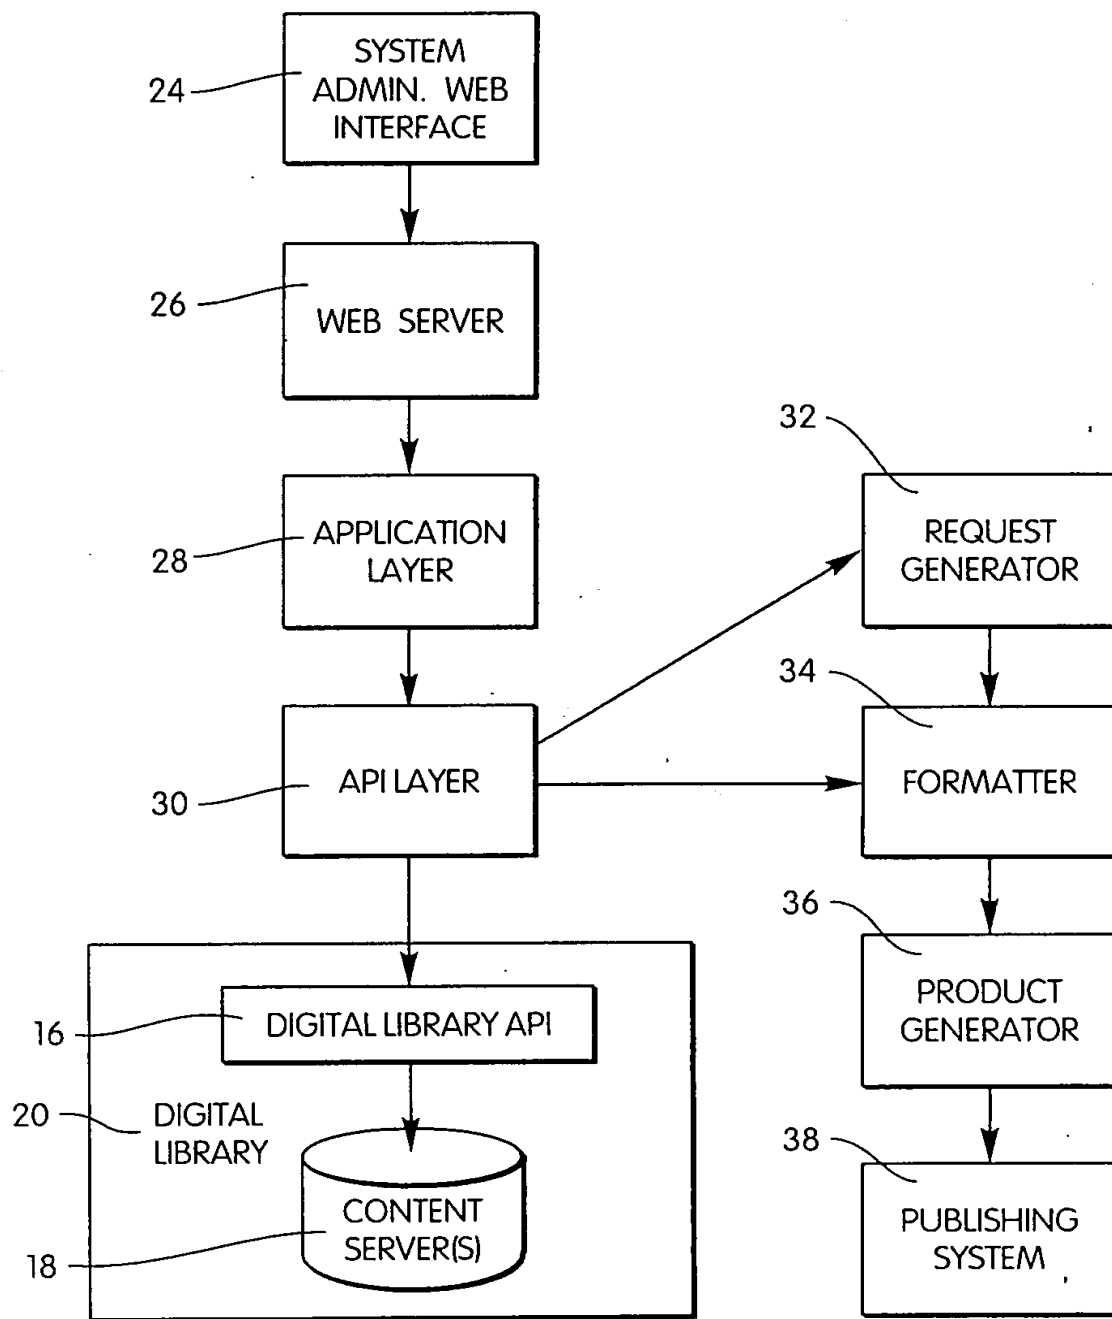 24
SYSTEM
ADMIN. WEB
INTERFACE
26
WEB SERVER
28
APPLICATION
LAYER
32
REQUEST
GENERATOR
30
API LAYER
34
FORMATTER
36
PRODUCT
GENERATOR
16
DIGITAL LIBRARY API
20
DIGITAL
LIBRARY
18
CONTENT
SERVER(S)
38
PUBLISHING
SYSTEM